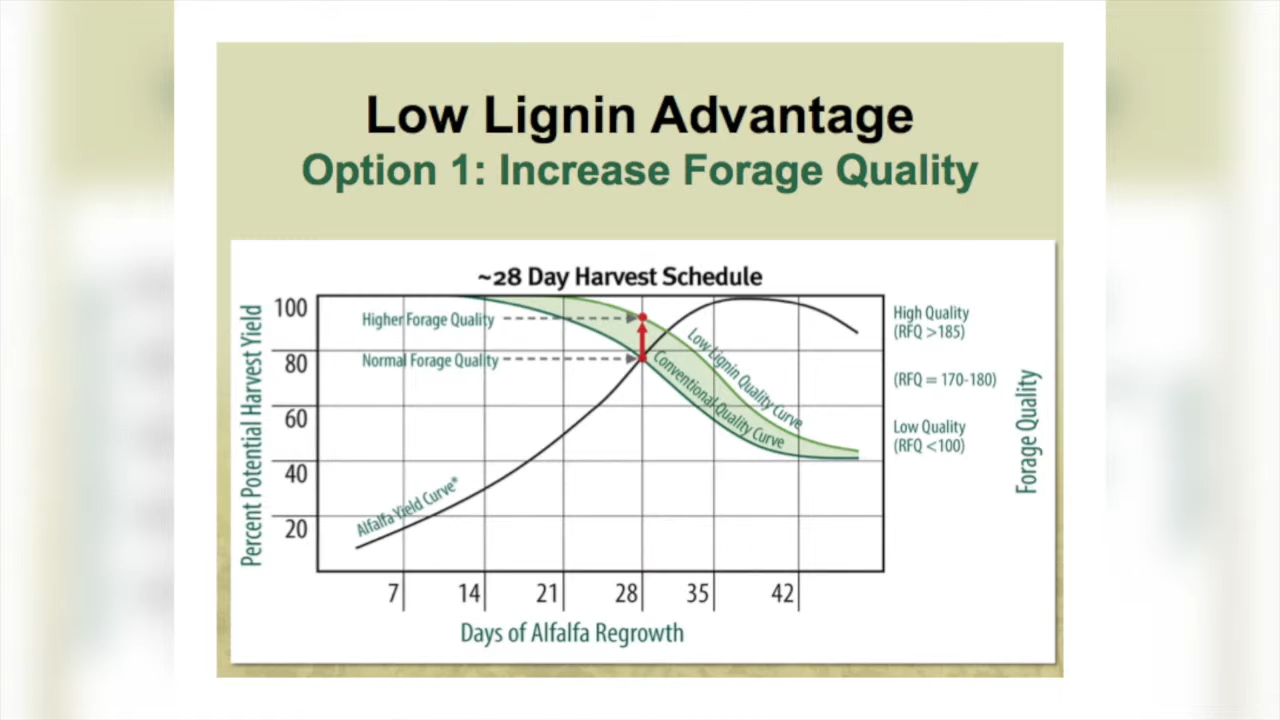 Low Lignin Advantage
Option 1: Increase Forage Quality
~28 Day Harvest Schedule
Percent Potential Harvest Yield
100
80
60
40
20
Higher Forage Quality
Normal Forage Quality
Low Lignin Quality Curve
Conventional Quality Curve
Alfalfa Yield Curve*
High Quality
(RFQ >185)
(RFQ = 170-180)
Low Quality
(RFQ <100)
Forage Quality
7
14
21
28
35
42
Days of Alfalfa Regrowth